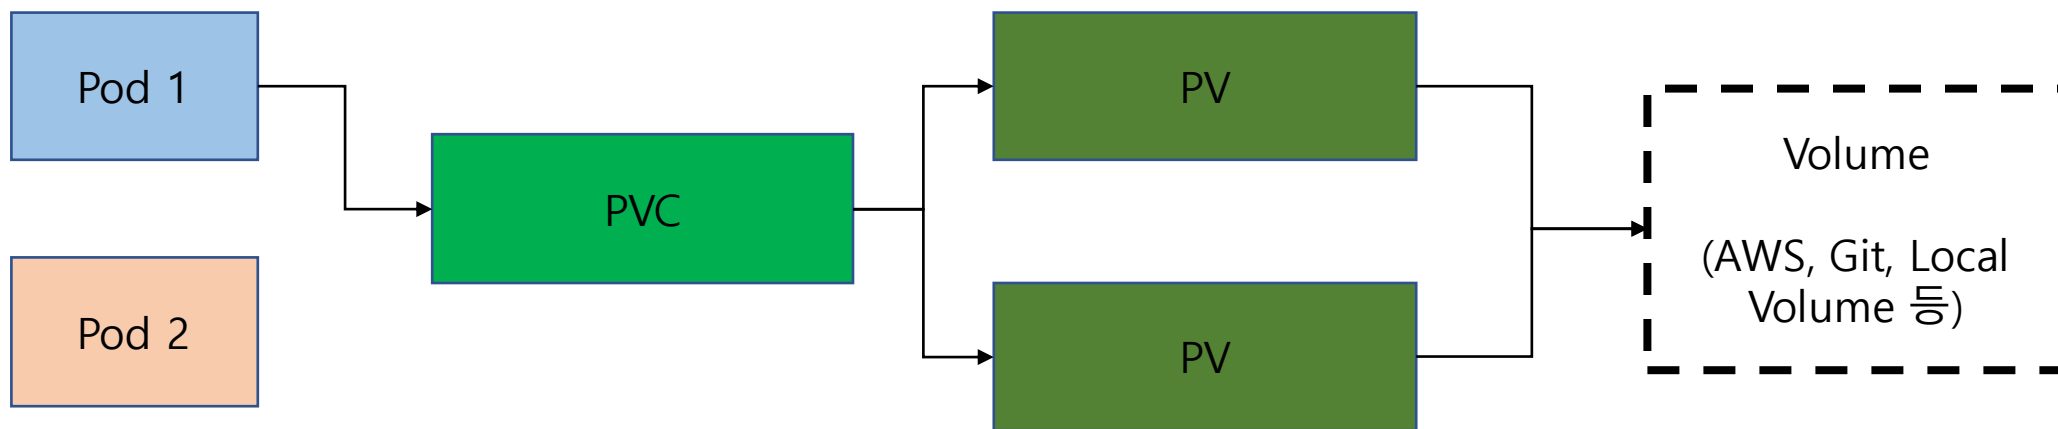 Pod 1
Pod 2
PVC
PV
PV
Volume
(AWS, Git, Local
Volume 등)